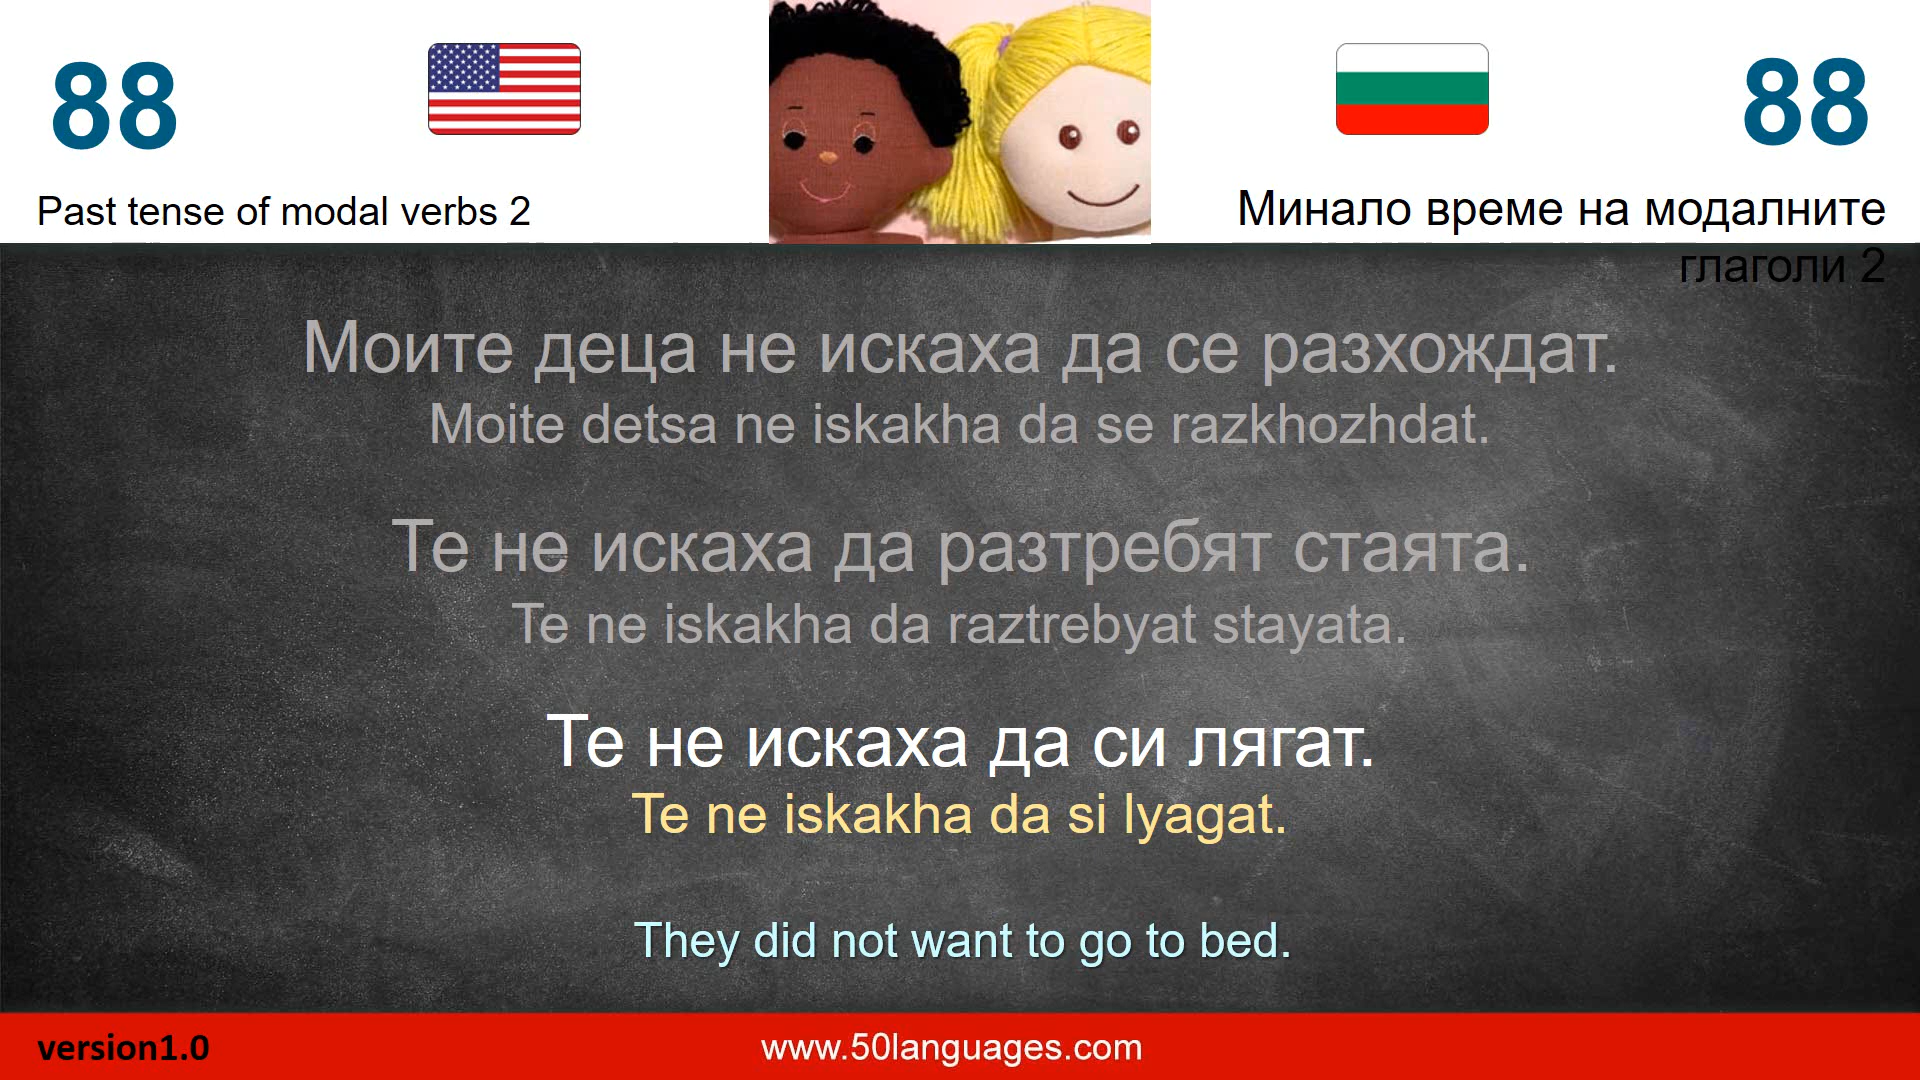 88
88
Past tense of modal verbs 2
Минало време на модалните
глаголи 2
Моите деца не искаха да се разхождат.
Moite detsa ne iskakha da se razkhozhdat.
Те не искаха да разтребят стаята.
Te ne iskakha da raztrebyat stayata.
Те не искаха да си лягат.
Te ne iskakha da si lyagat.
They did not want to go to bed.
version1.0
www.50languages.com